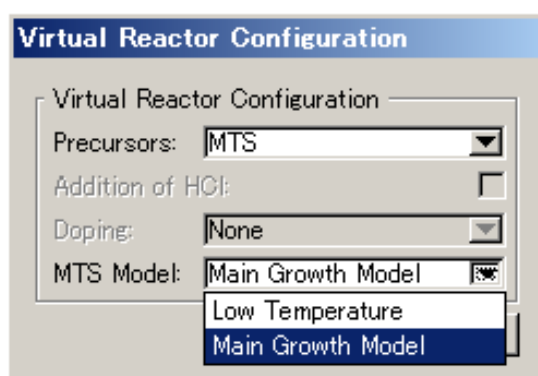 Virtual Reactor Configuration
Virtual Reactor Configuration
Precursors: MTS
Addition of HCl:
Doping: None
MTS Model: Main Growth Model
Low Temperature
Main Growth Model